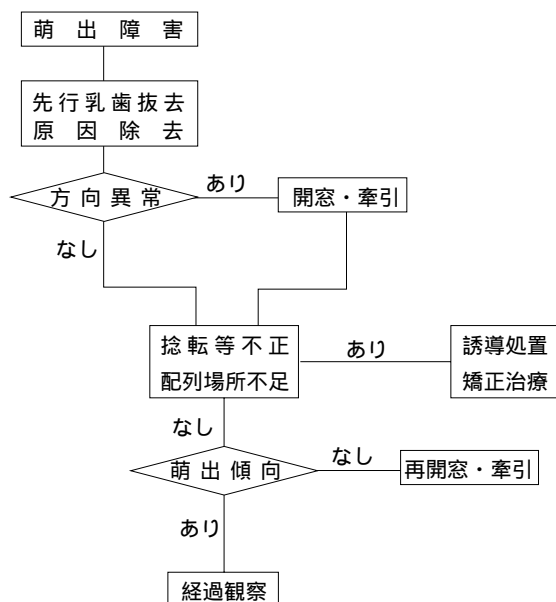 萌出障害
先行乳歯抜去
原因除去
方向異常
あり
開窓・牽引
なし
捻転等不正
配列場所不足
あり
誘導処置
矯正治療
なし
萌出傾向
なし
再開窓・牽引
あり
経過観察